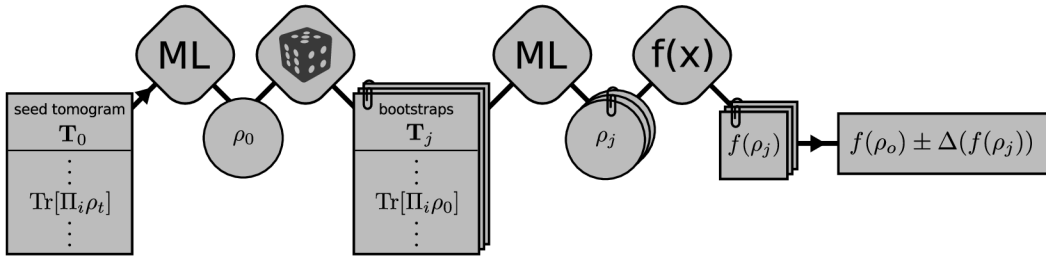 ML
ML
f(x)
seed tomogram
T₀
⋮
Tr[Πᵢρₜ]
⋮
ρ₀
bootstraps
Tⱼ
⋮
Tr[Πᵢρ₀]
⋮
ρⱼ
f(ρⱼ)
f(ρₒ) ± Δ(f(ρⱼ))